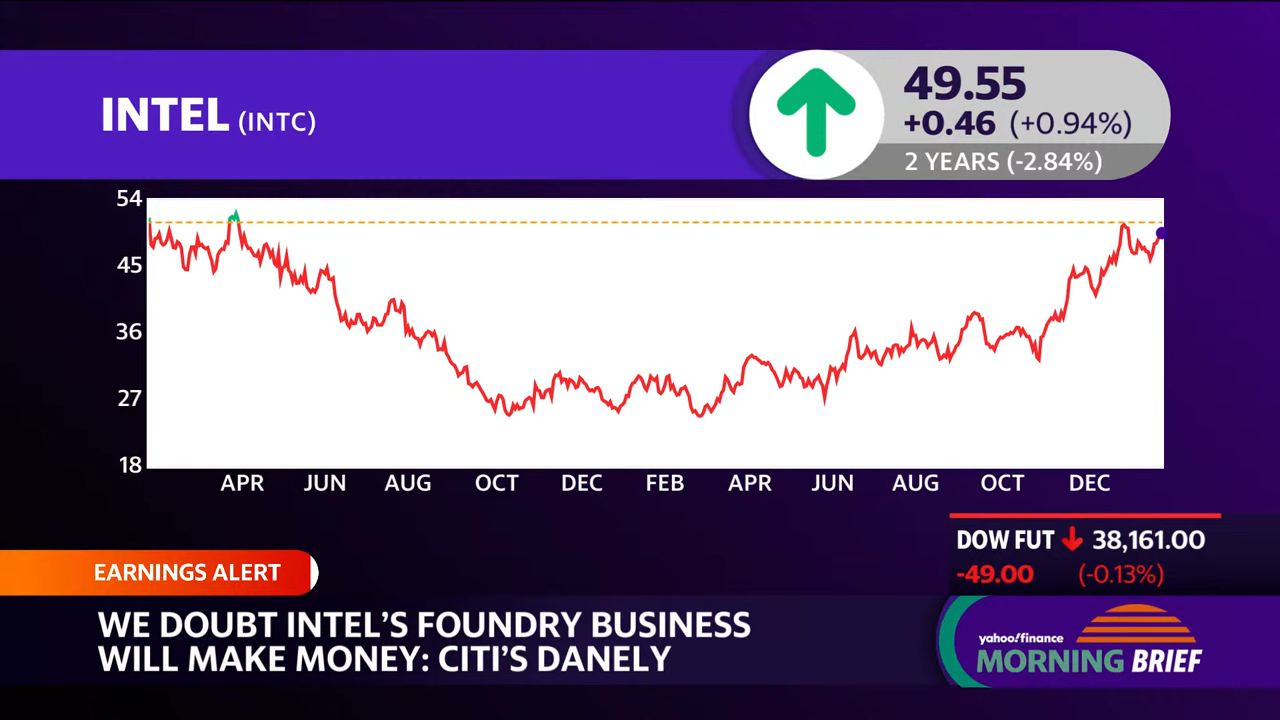 INTEL (INTC)
49.55
+0.46 (+0.94%)
2 YEARS (-2.84%)
54
45
36
27
18
APR JUN AUG OCT DEC FEB APR JUN AUG OCT DEC
DOW FUT 38,161.00
-49.00 (-0.13%)
EARNINGS ALERT
WE DOUBT INTEL'S FOUNDRY BUSINESS
WILL MAKE MONEY: CITI'S DANELY
yahoo!finance
MORNING BRIEF